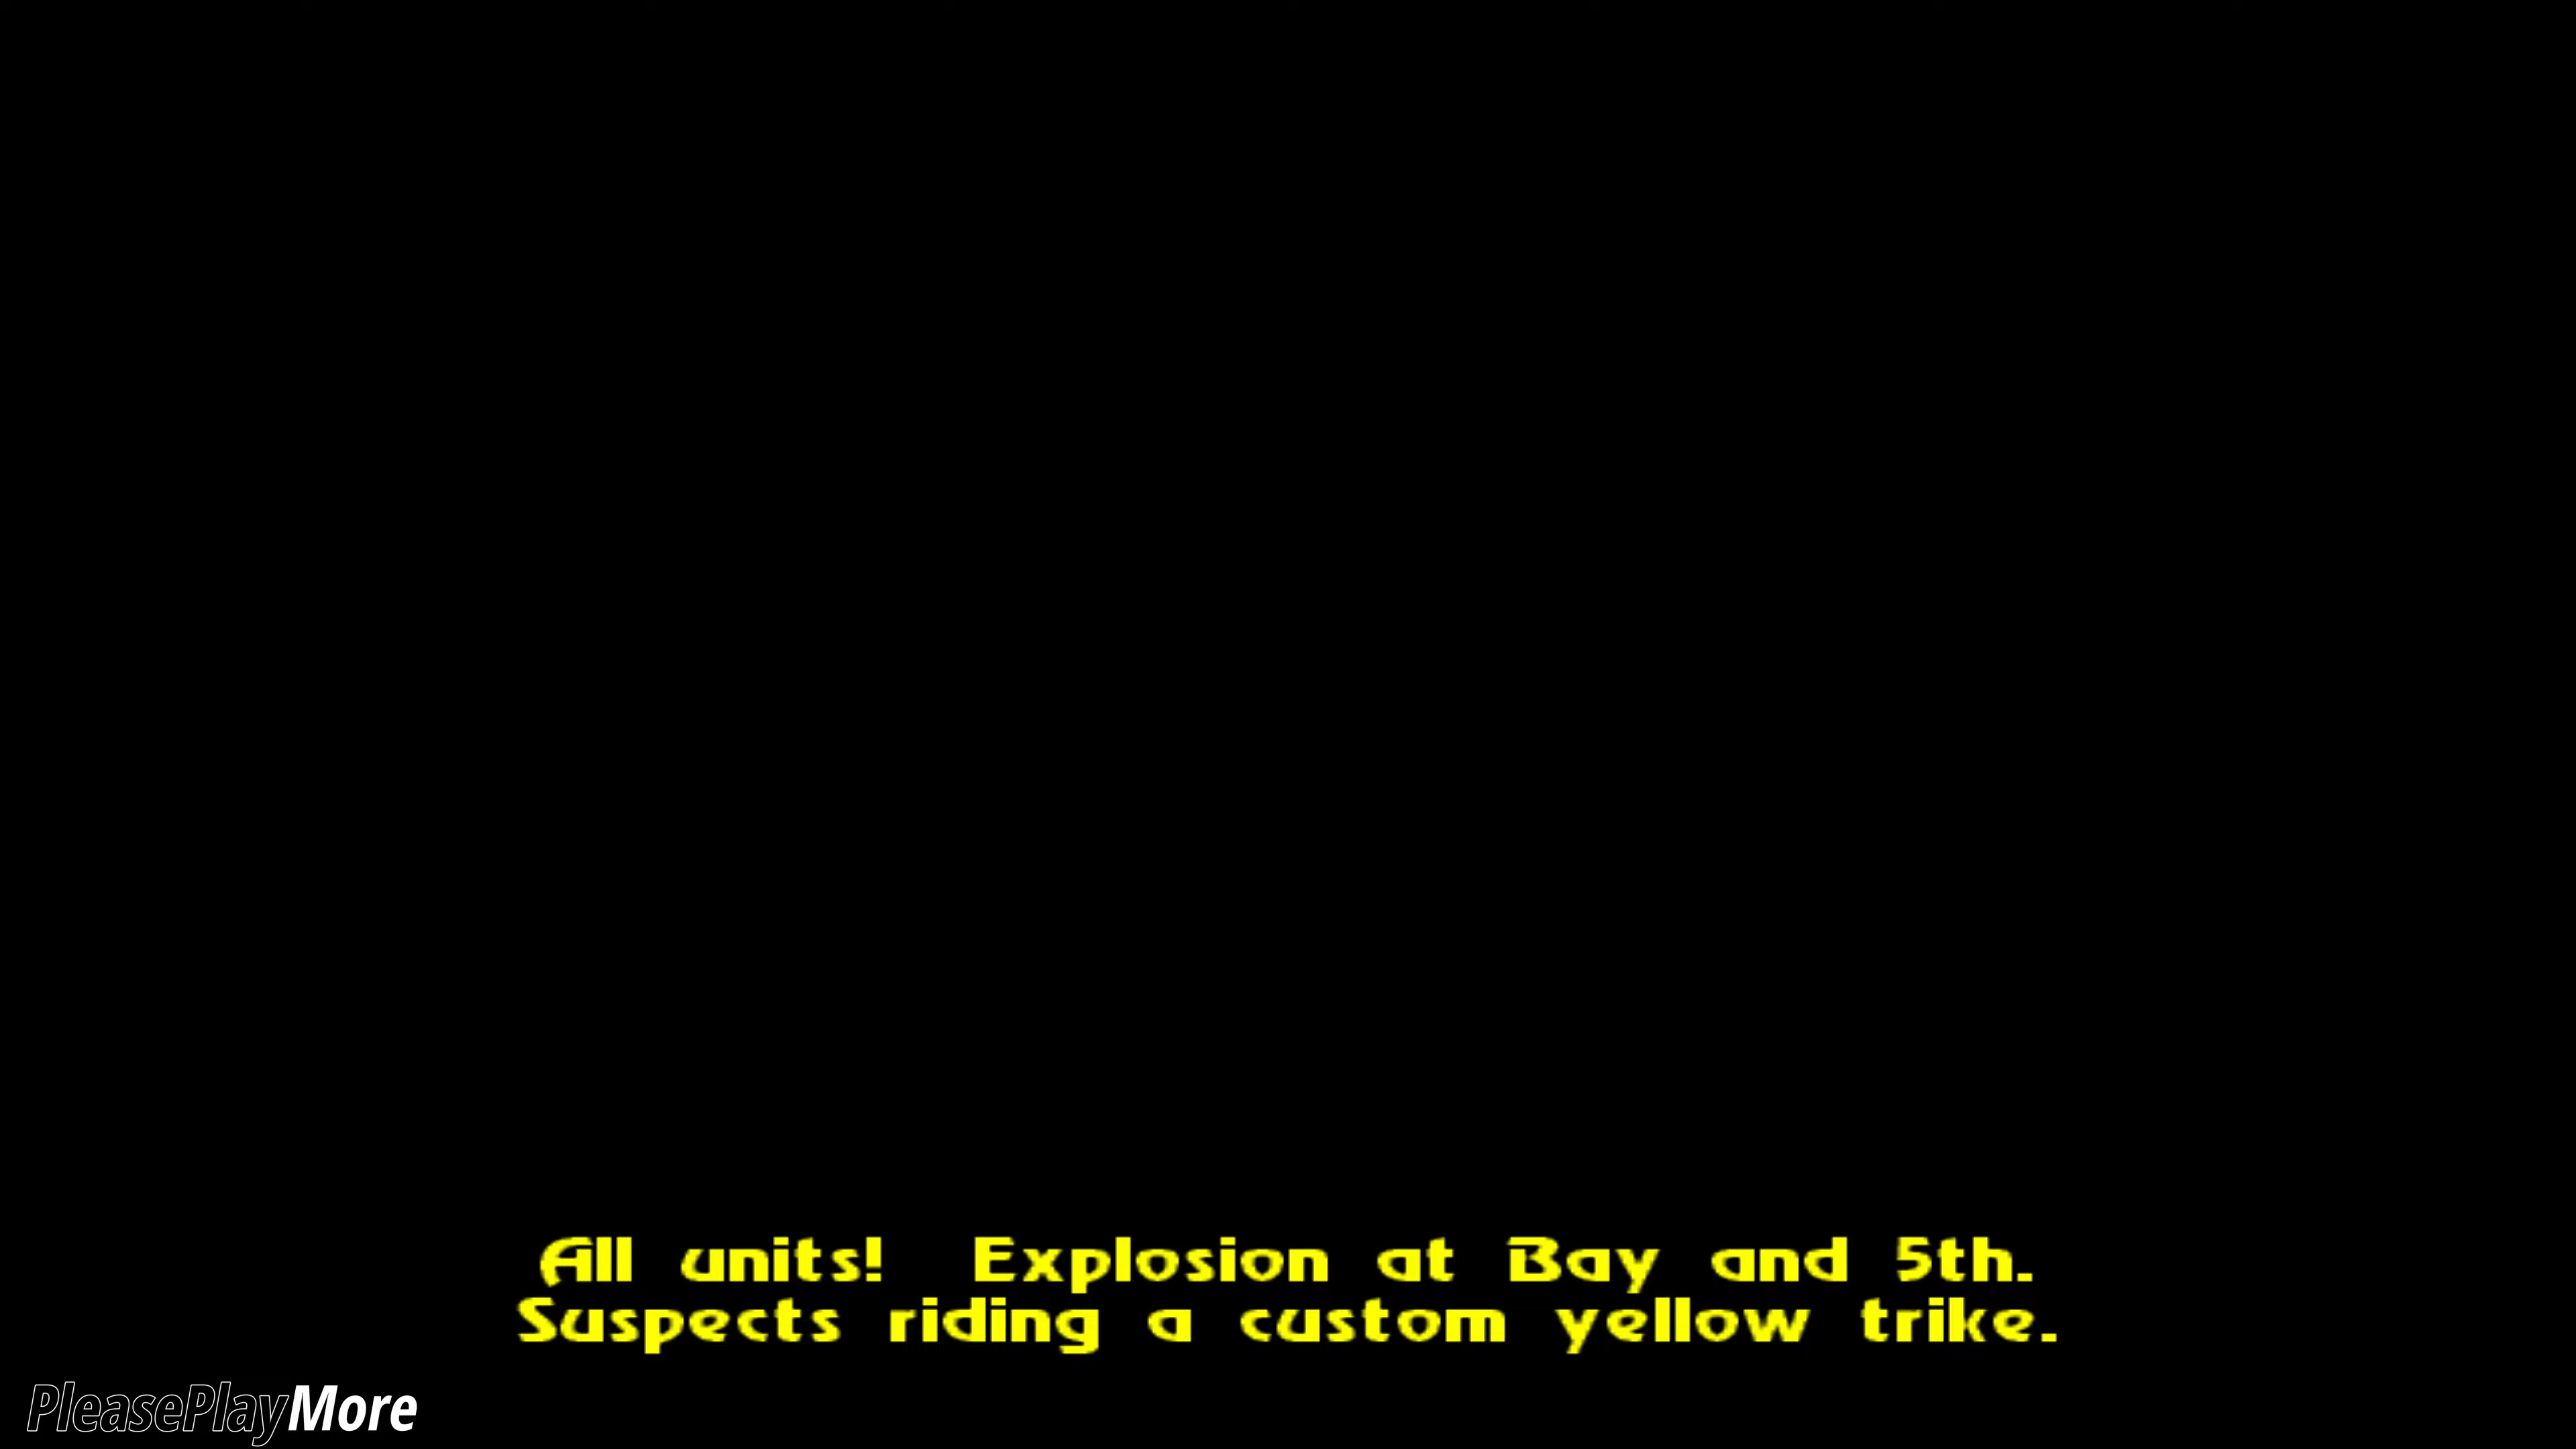 All units!  Explosion at Bay and 5th.
Suspects riding a custom yellow trike.
PleasePlayMore